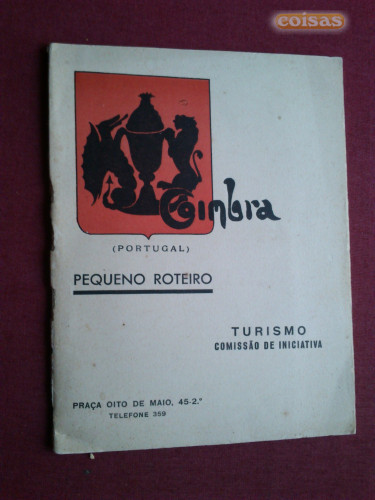 coisas
Coimbra
(PORTUGAL)
PEQUENO ROTEIRO
TURISMO
COMISSÃO DE INICIATIVA
PRAÇA OITO DE MAIO, 45-2.º
TELEFONE 359